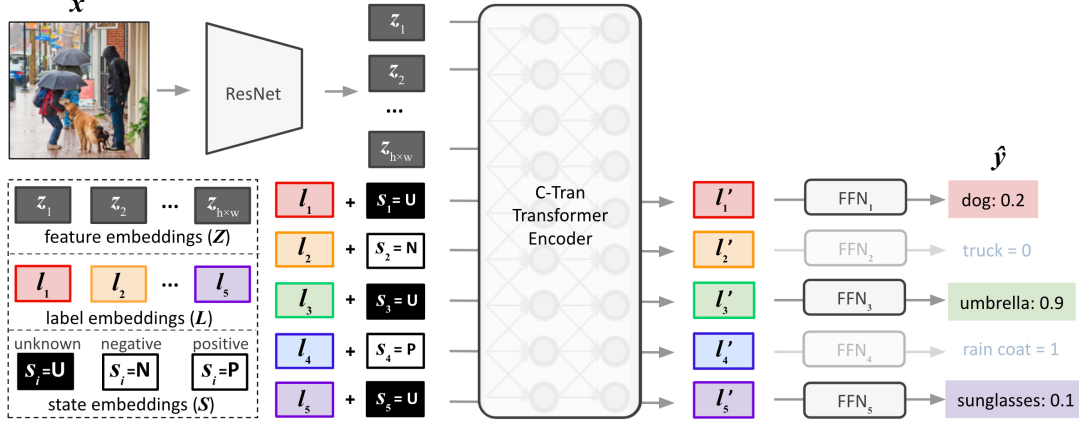 x
ResNet
z₁
z₂
...
z_h×w
C-Tran
Transformer
Encoder
z₁ z₂ ... z_h×w
feature embeddings (Z)
l₁ l₂ ... l₅
label embeddings (L)
unknown negative positive
sᵢ=U sᵢ=N sᵢ=P
state embeddings (S)
l₁ + s₁= U
l₂ + s₂= N
l₃ + s₃= U
l₄ + s₄= P
l₅ + s₅= U
ŷ
l₁′ FFN₁ dog: 0.2
l₂′ FFN₂ truck = 0
l₃′ FFN₃ umbrella: 0.9
l₄′ FFN₄ rain coat = 1
l₅′ FFN₅ sunglasses: 0.1